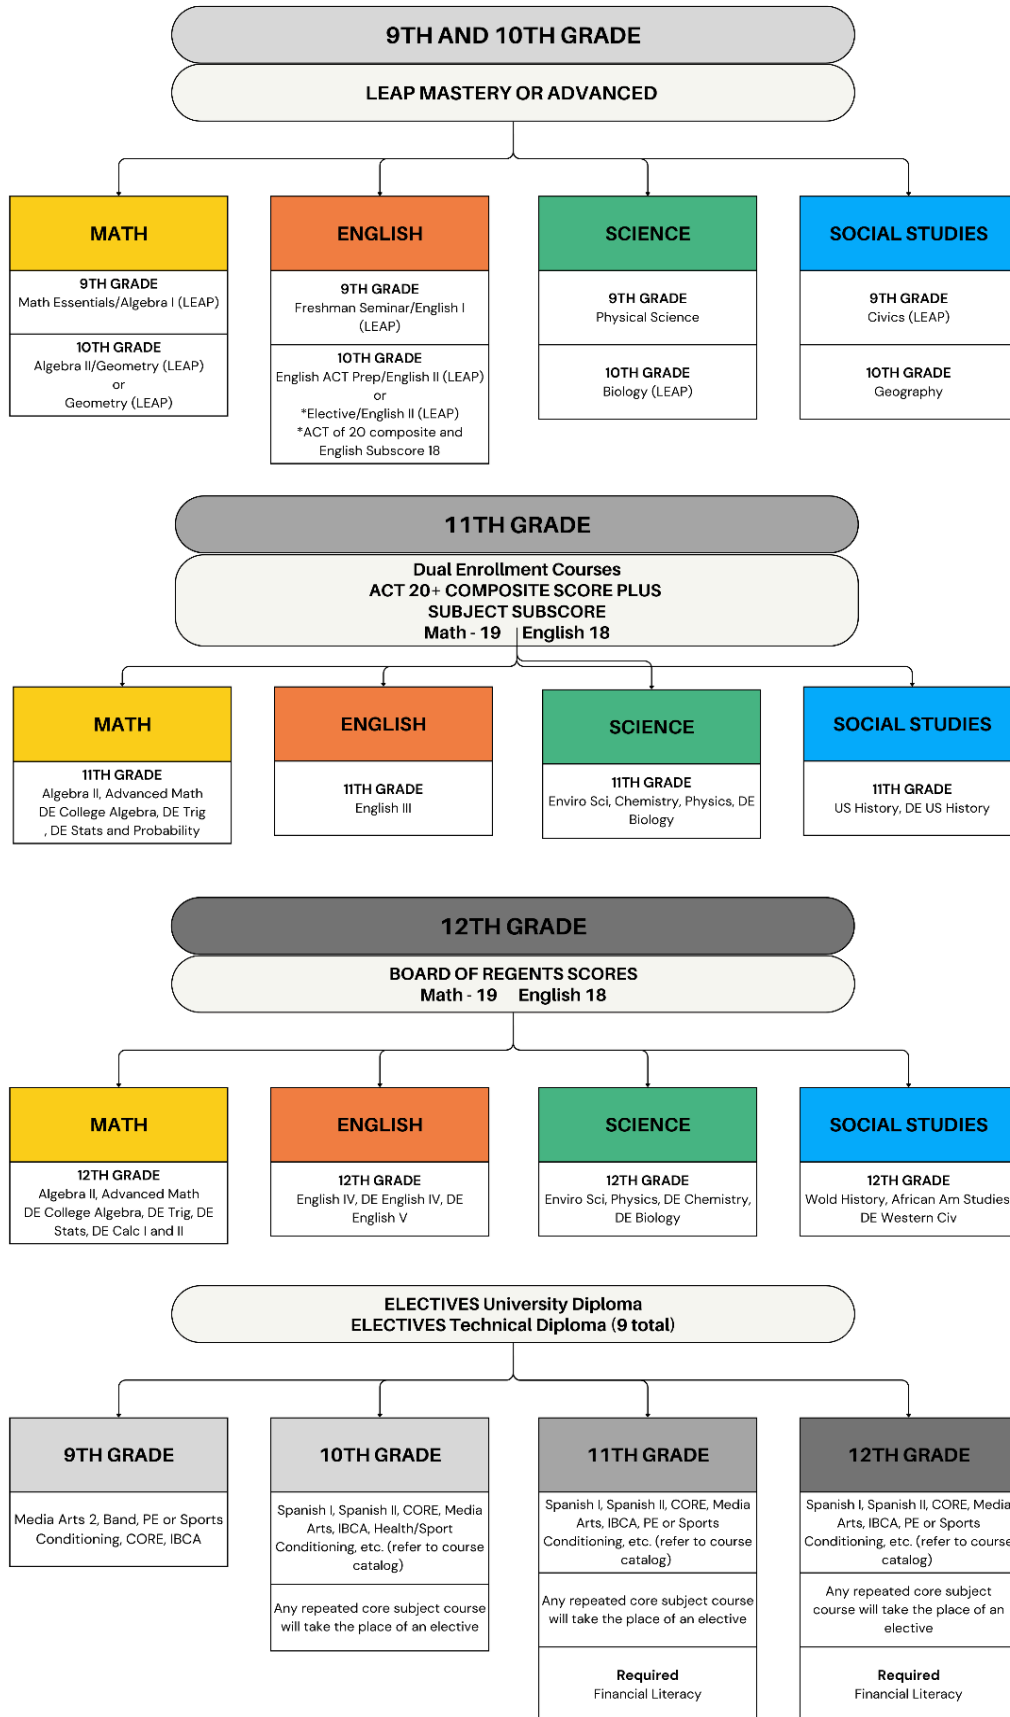 9TH AND 10TH GRADE
LEAP MASTERY OR ADVANCED
MATH
9TH GRADE
Math Essentials/Algebra I (LEAP)
10TH GRADE
Algebra II/Geometry (LEAP)
or
Geometry (LEAP)
ENGLISH
9TH GRADE
Freshman Seminar/English I
(LEAP)
10TH GRADE
English ACT Prep/English II (LEAP)
or
*Elective/English II (LEAP)
*ACT of 20 composite and
English Subscore 18
SCIENCE
9TH GRADE
Physical Science
10TH GRADE
Biology (LEAP)
SOCIAL STUDIES
9TH GRADE
Civics (LEAP)
10TH GRADE
Geography
11TH GRADE
Dual Enrollment Courses
ACT 20+ COMPOSITE SCORE PLUS
SUBJECT SUBSCORE
Math - 19 English 18
MATH
11TH GRADE
Algebra II, Advanced Math
DE College Algebra, DE Trig
, DE Stats and Probability
ENGLISH
11TH GRADE
English III
SCIENCE
11TH GRADE
Enviro Sci, Chemistry, Physics, DE
Biology
SOCIAL STUDIES
11TH GRADE
US History, DE US History
12TH GRADE
BOARD OF REGENTS SCORES
Math - 19 English 18
MATH
12TH GRADE
Algebra II, Advanced Math
DE College Algebra, DE Trig, DE
Stats, DE Calc I and II
ENGLISH
12TH GRADE
English IV, DE English IV, DE
English V
SCIENCE
12TH GRADE
Enviro Sci, Physics, DE Chemistry,
DE Biology
SOCIAL STUDIES
12TH GRADE
Wold History, African Am Studies
DE Western Civ
ELECTIVES University Diploma
ELECTIVES Technical Diploma (9 total)
9TH GRADE
Media Arts 2, Band, PE or Sports
Conditioning, CORE, IBCA
10TH GRADE
Spanish I, Spanish II, CORE, Media
Arts, IBCA, Health/Sport
Conditioning, etc. (refer to course
catalog)
Any repeated core subject course
will take the place of an elective
11TH GRADE
Spanish I, Spanish II, CORE, Media
Arts, IBCA, PE or Sports
Conditioning, etc. (refer to course
catalog)
Any repeated core subject course
will take the place of an elective
Required
Financial Literacy
12TH GRADE
Spanish I, Spanish II, CORE, Media
Arts, IBCA, PE or Sports
Conditioning, etc. (refer to course
catalog)
Any repeated core subject
course will take the place of an
elective
Required
Financial Literacy